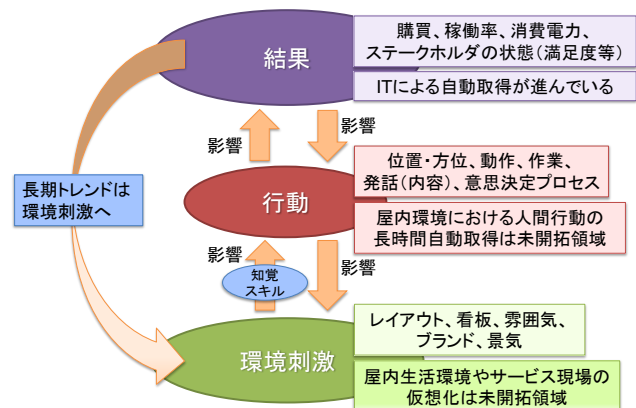 結果
購買、稼働率、消費電力、
ステークホルダの状態(満足度等)
ITによる自動取得が進んでいる
影響
影響
長期トレンドは
環境刺激へ
行動
位置・方位、動作、作業、
発話(内容)、意思決定プロセス
屋内環境における人間行動の
長時間自動取得は未開拓領域
影響
知覚
スキル
影響
環境刺激
レイアウト、看板、雰囲気、
ブランド、景気
屋内生活環境やサービス現場の
仮想化は未開拓領域